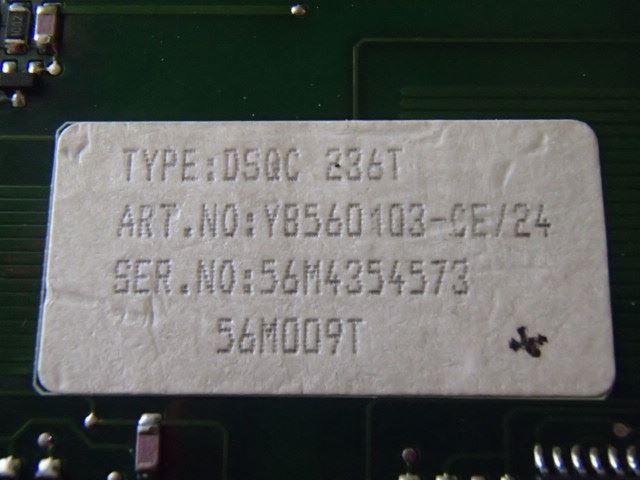 TYPE:DSQC 236T
ART.NO:YB560103-CE/24
SER.NO:56M4354573
56M009T